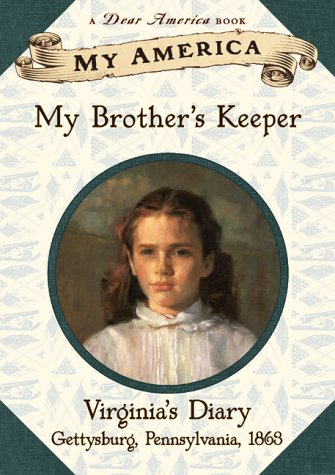 A Dear America BOOK
MY AMERICA
My Brother's Keeper
Virginia's Diary
Gettysburg, Pennsylvania, 1863